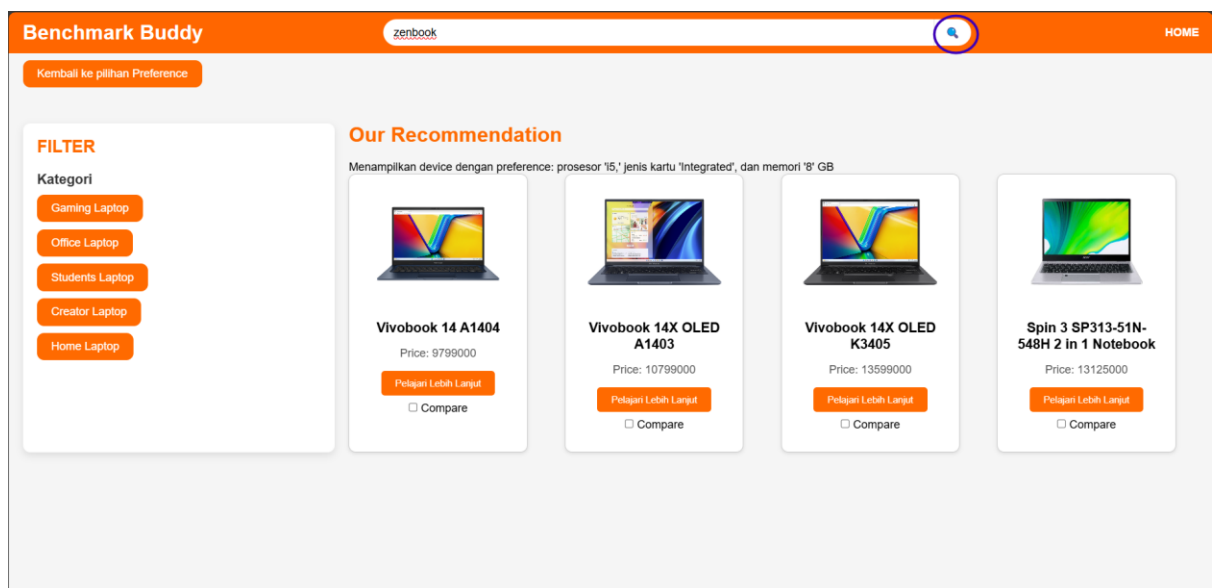 Benchmark Buddy
zenbook
HOME
Kembali ke pilihan Preference
FILTER
Kategori
Gaming Laptop
Office Laptop
Students Laptop
Creator Laptop
Home Laptop
Our Recommendation
Menampilkan device dengan preference: prosesor 'i5,' jenis kartu 'Integrated', dan memori '8' GB
Vivobook 14 A1404
Price: 9799000
Pelajari Lebih Lanjut
Compare
Vivobook 14X OLED
A1403
Price: 10799000
Pelajari Lebih Lanjut
Compare
Vivobook 14X OLED
K3405
Price: 13599000
Pelajari Lebih Lanjut
Compare
Spin 3 SP313-51N-
548H 2 in 1 Notebook
Price: 13125000
Pelajari Lebih Lanjut
Compare